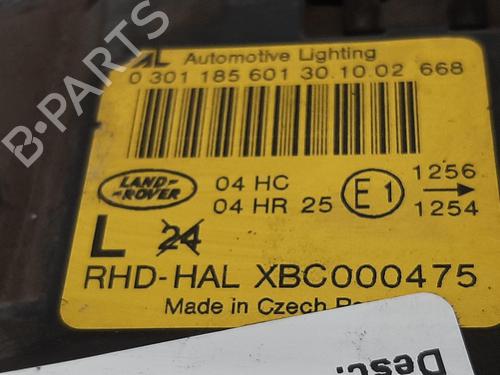 AL Automotive Lighting
0 301 185 601 30.10.02 668
LAND-
ROVER
04 HC
04 HR 25
E1
1256
1254
L 24
RHD-HAL XBC000475
Made in Czech
Desc.
B-PARTS